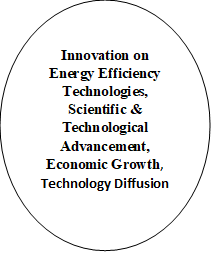 Innovation on
Energy Efficiency
Technologies,
Scientific &
Technological
Advancement,
Economic Growth,
Technology Diffusion